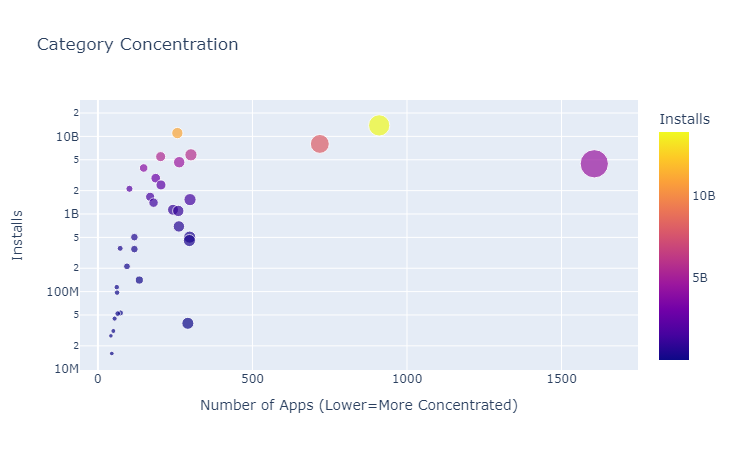 Category Concentration
Installs
2
10B
5
2
1B
5
2
100M
5
2
10M
0
500
1000
1500
Number of Apps (Lower=More Concentrated)
Installs
10B
5B